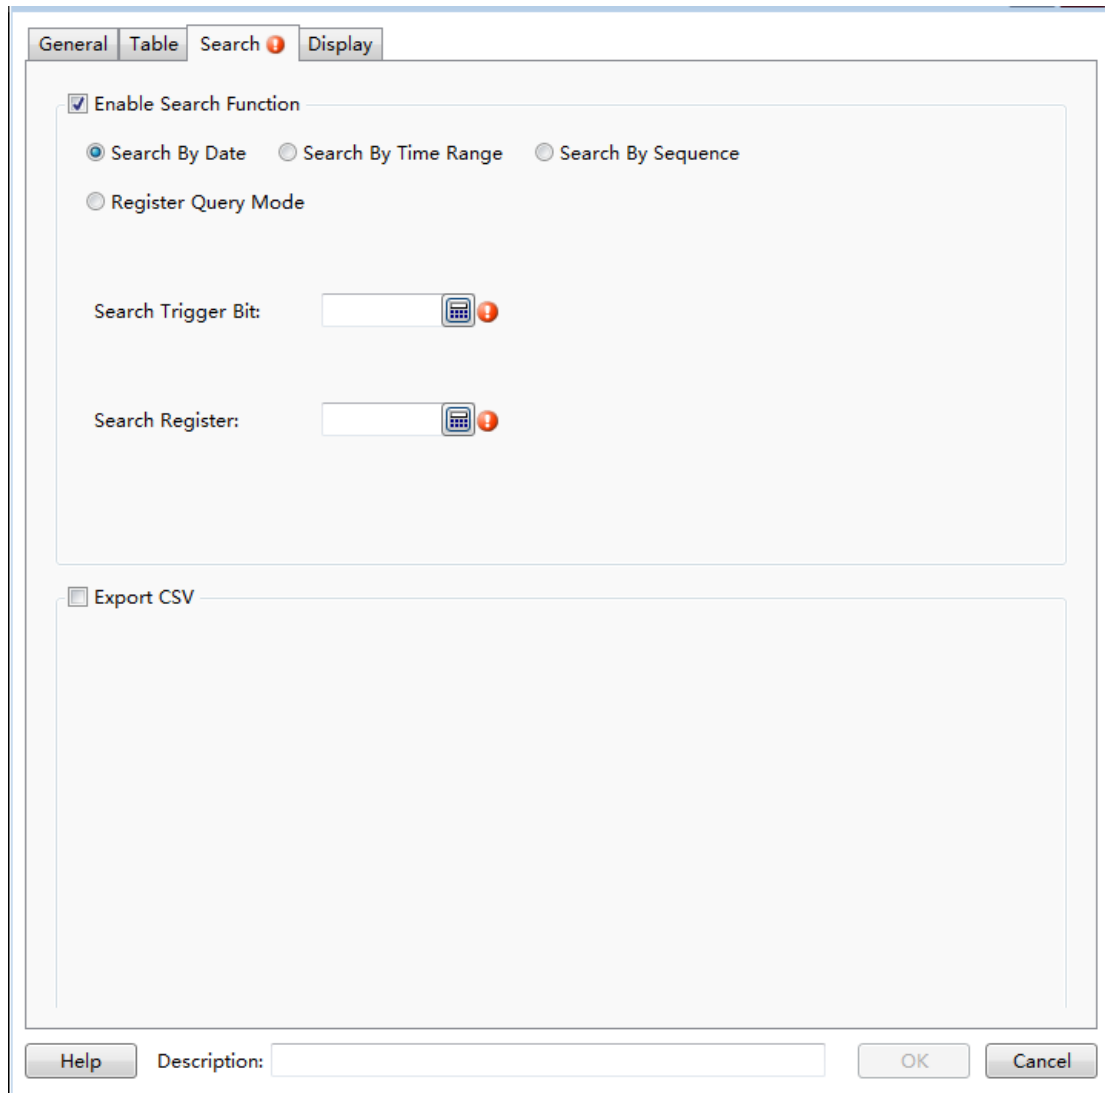 General Table Search Display
Enable Search Function
Search By Date Search By Time Range Search By Sequence
Register Query Mode
Search Trigger Bit:
Search Register:
Export CSV
Help Description: OK Cancel